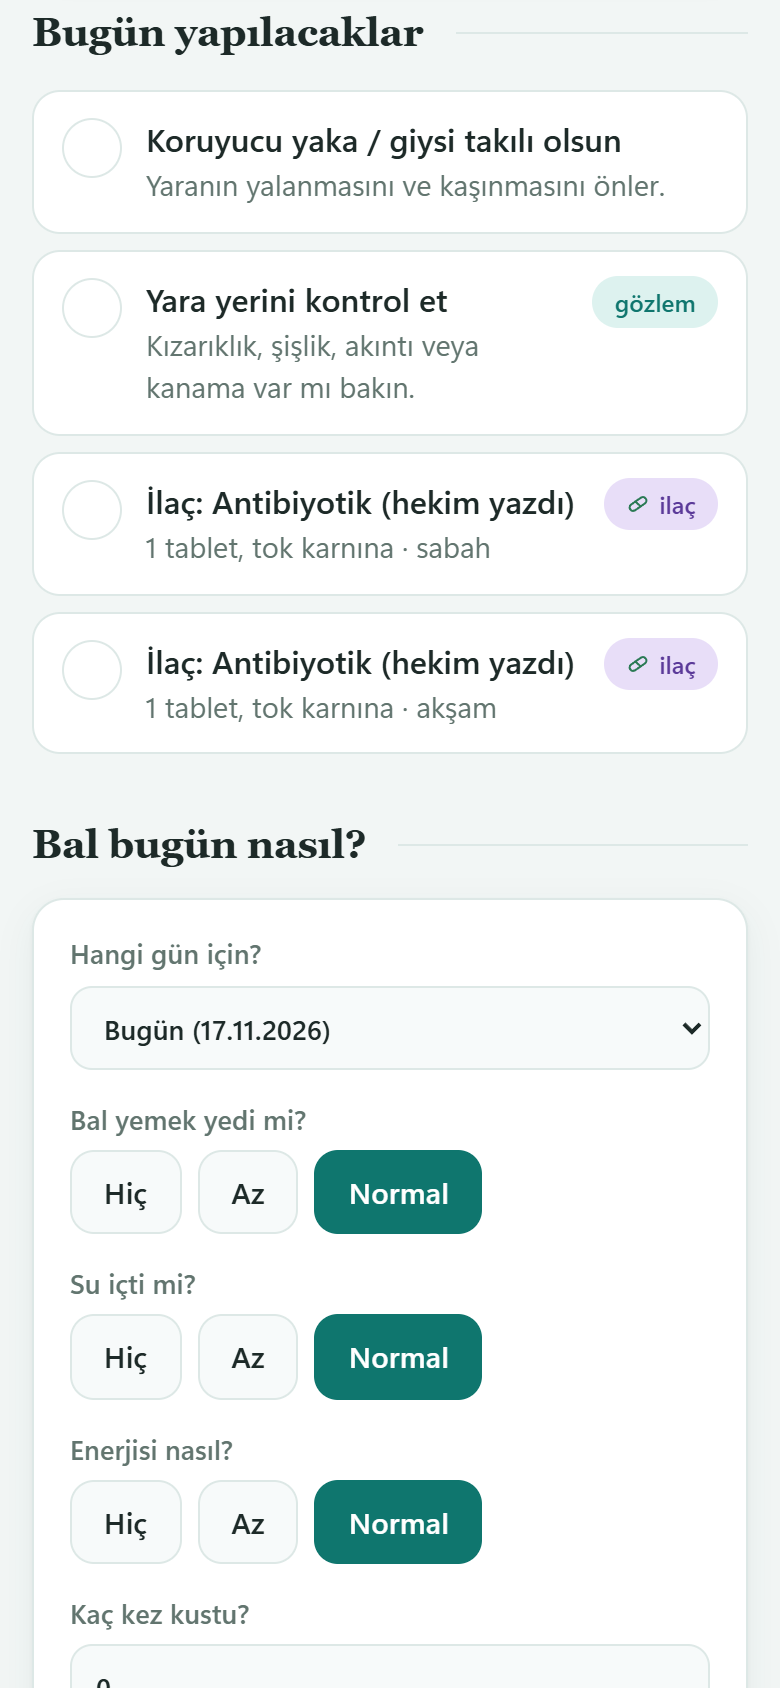 Bugün yapılacaklar
Koruyucu yaka / giysi takılı olsun
Yaranın yalanmasını ve kaşınmasını önler.
Yara yerini kontrol et
gözlem
Kızarıklık, şişlik, akıntı veya
kanama var mı bakın.
İlaç: Antibiyotik (hekim yazdı)
ilaç
1 tablet, tok karnına · sabah
İlaç: Antibiyotik (hekim yazdı)
ilaç
1 tablet, tok karnına · akşam
Bal bugün nasıl?
Hangi gün için?
Bugün (17.11.2026)
Bal yemek yedi mi?
Hiç Az Normal
Su içti mi?
Hiç Az Normal
Enerjisi nasıl?
Hiç Az Normal
Kaç kez kustu?
0